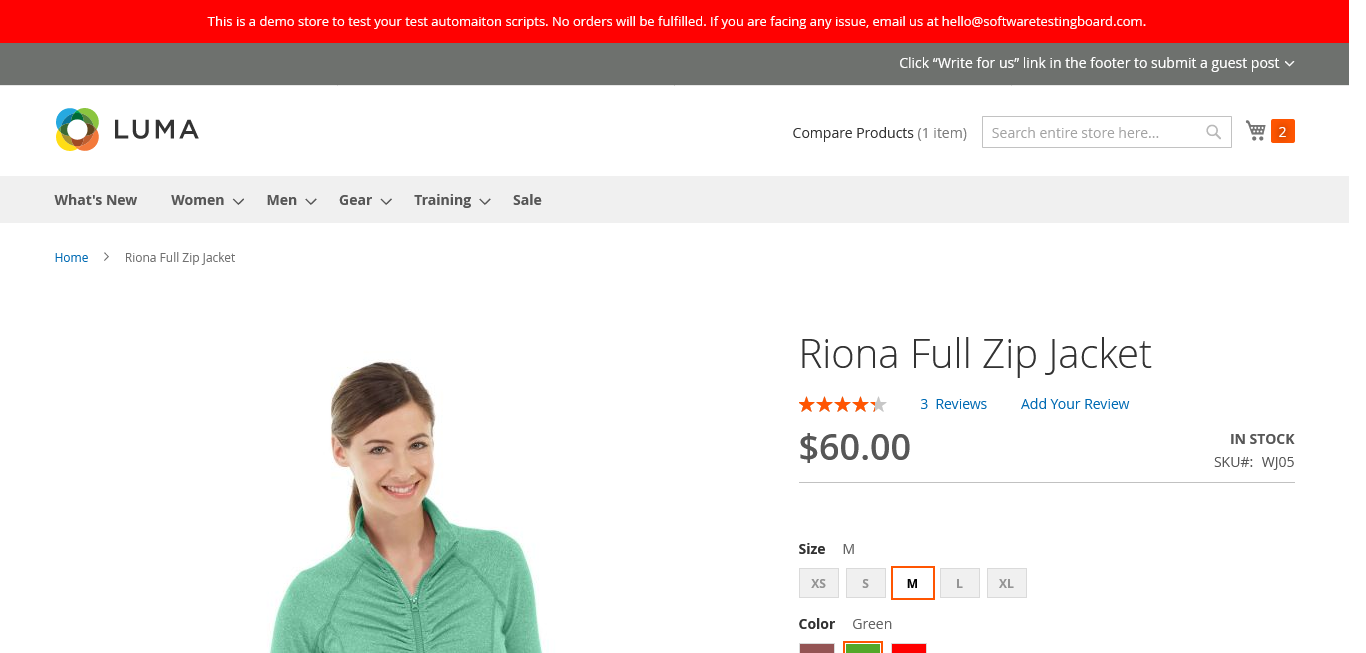 This is a demo store to test your test automaiton scripts. No orders will be fulfilled. If you are facing any issue, email us at hello@softwaretestingboard.com.
Click “Write for us” link in the footer to submit a guest post
LUMA
Compare Products (1 item)
Search entire store here...
2
What's New
Women
Men
Gear
Training
Sale
Home
Riona Full Zip Jacket
Riona Full Zip Jacket
3 Reviews
Add Your Review
$60.00
IN STOCK
SKU#: WJ05
Size M
XS S M L XL
Color Green